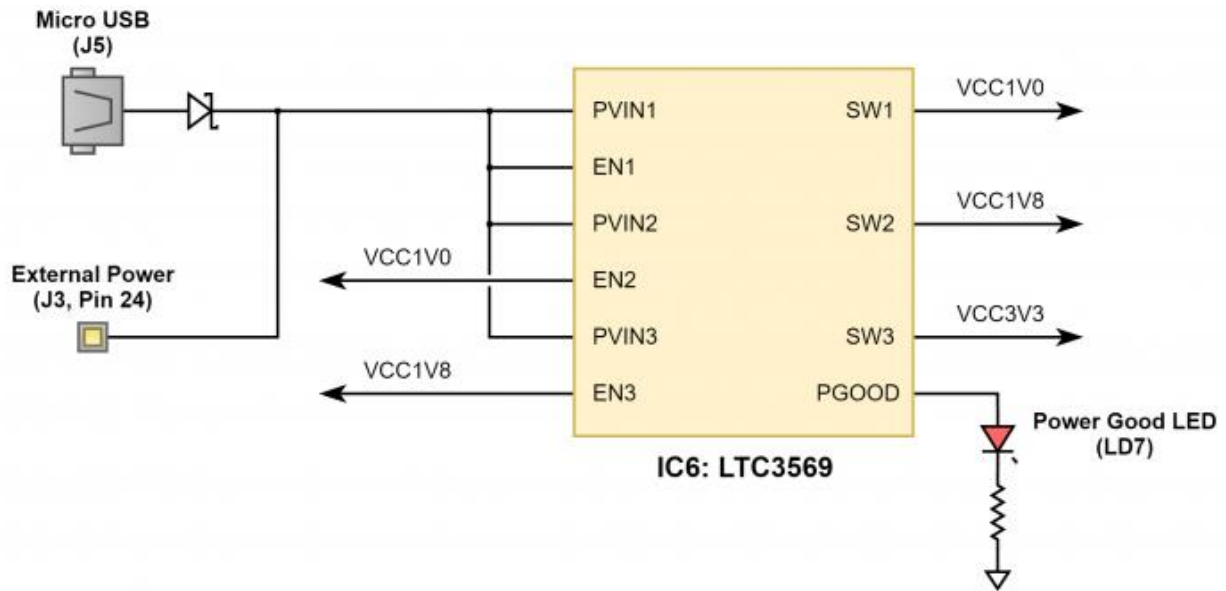 Micro USB
(J5)
PVIN1
SW1
VCC1V0
EN1
PVIN2
SW2
VCC1V8
External Power
(J3, Pin 24)
VCC1V0
EN2
PVIN3
SW3
VCC3V3
VCC1V8
EN3
PGOOD
Power Good LED
(LD7)
IC6: LTC3569